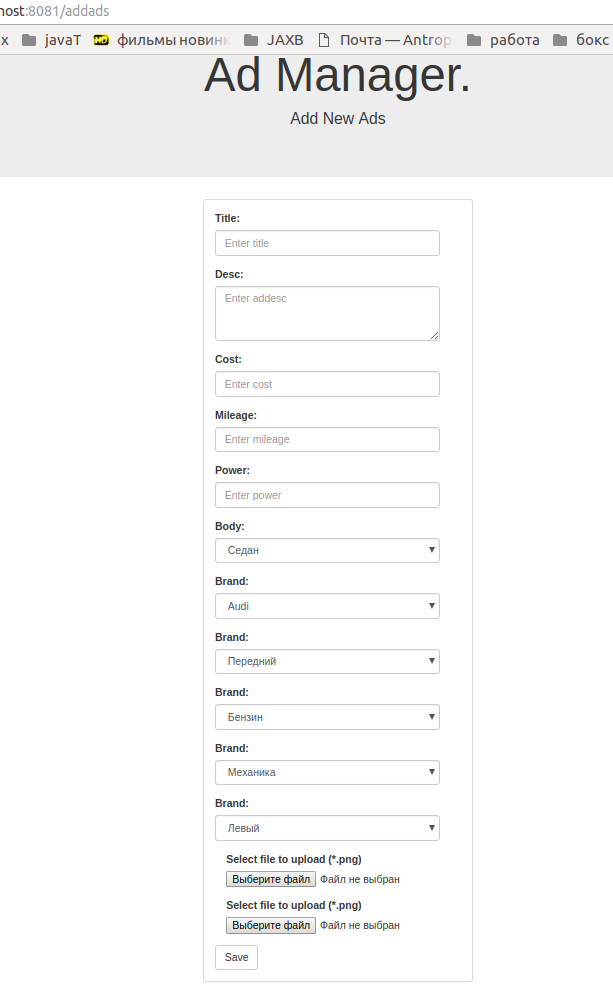 host:8081/addads
x javaT фильмы новинк JAXB Почта — Antrop работа бокс
Ad Manager.
Add New Ads
Title:
Enter title
Desc:
Enter addesc
Cost:
Enter cost
Mileage:
Enter mileage
Power:
Enter power
Body:
Седан
Brand:
Audi
Brand:
Передний
Brand:
Бензин
Brand:
Механика
Brand:
Левый
Select file to upload (*.png)
Выберите файл Файл не выбран
Select file to upload (*.png)
Выберите файл Файл не выбран
Save